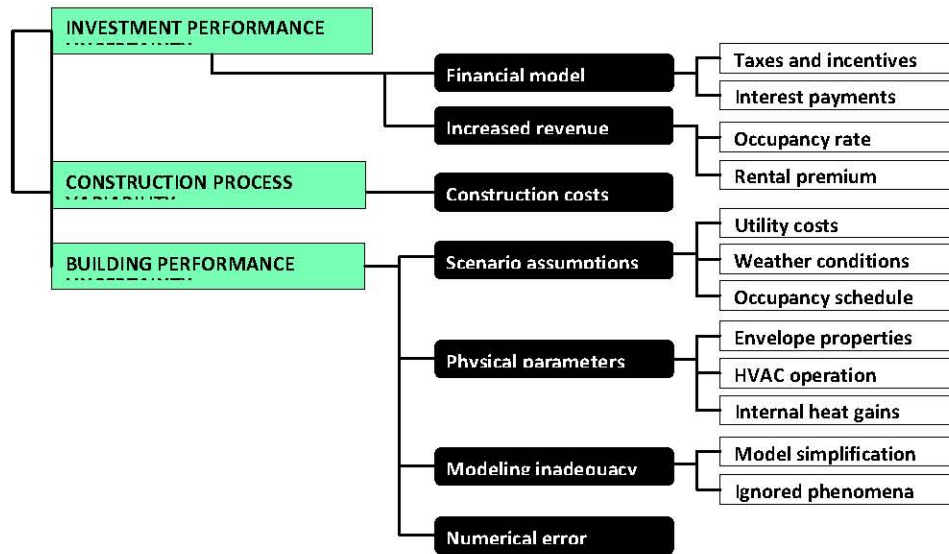 INVESTMENT PERFORMANCE
Financial model
Taxes and incentives
Interest payments
Increased revenue
Occupancy rate
Rental premium
CONSTRUCTION PROCESS
Construction costs
BUILDING PERFORMANCE
Scenario assumptions
Utility costs
Weather conditions
Occupancy schedule
Physical parameters
Envelope properties
HVAC operation
Internal heat gains
Modeling inadequacy
Model simplification
Ignored phenomena
Numerical error